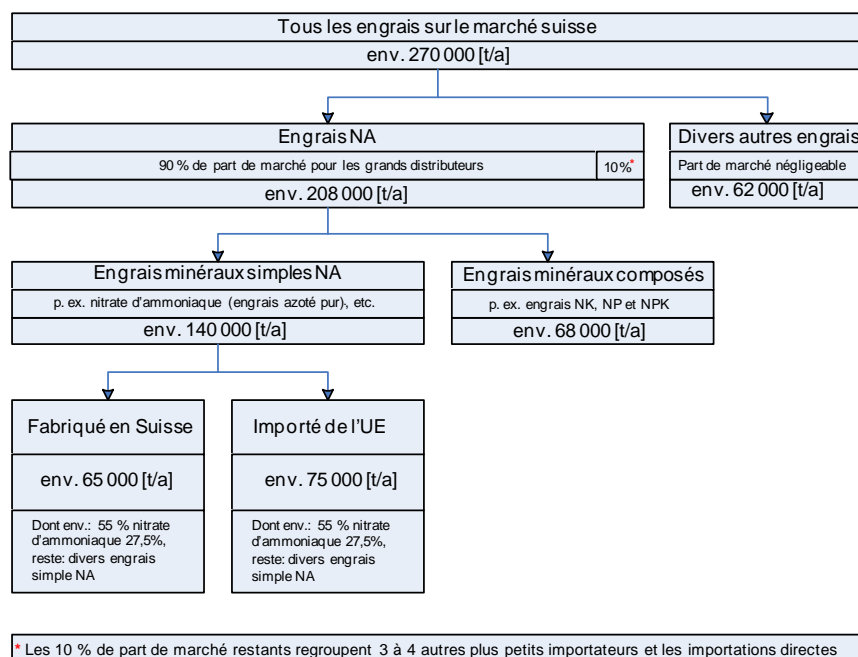 Tous les engrais sur le marché suisse
env. 270 000 [t/a]
Engrais NA
90 % de part de marché pour les grands distributeurs
10%*
env. 208 000 [t/a]
Divers autres engrais
Part de marché négligeable
env. 62 000 [t/a]
Engrais minéraux simples NA
p. ex. nitrate d'ammoniaque (engrais azoté pur), etc.
env. 140 000 [t/a]
Engrais minéraux composés
p. ex. engrais NK, NP et NPK
env. 68 000 [t/a]
Fabriqué en Suisse
env. 65 000 [t/a]
Dont env.: 55 % nitrate
d'ammoniaque 27,5%,
reste: divers engrais
simple NA
Importé de l'UE
env. 75 000 [t/a]
Dont env.: 55 % nitrate
d'ammoniaque 27,5%,
reste: divers engrais
simple NA
* Les 10 % de part de marché restants regroupent 3 à 4 autres plus petits importateurs et les importations directes